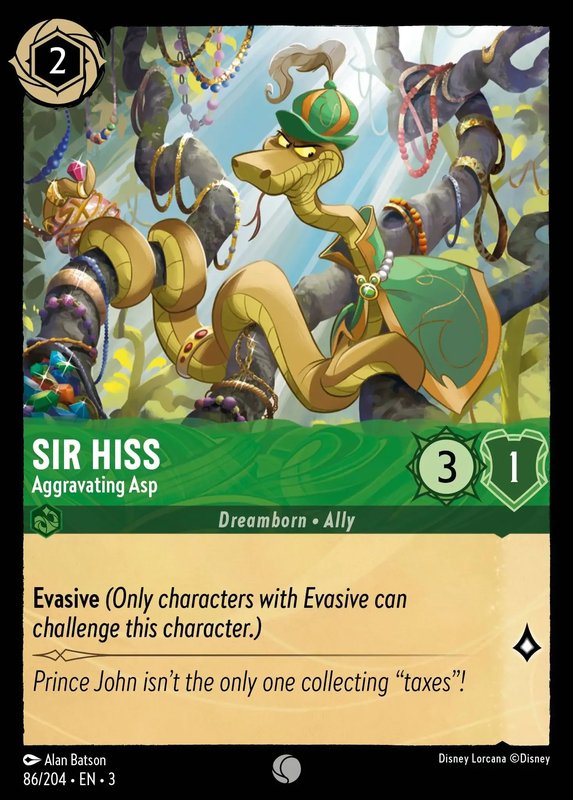 2
SIR HISS
Aggravating Asp
3
1
Dreamborn • Ally
Evasive (Only characters with Evasive can
challenge this character.)
Prince John isn’t the only one collecting “taxes”!
Alan Batson
Disney Lorcana ©Disney
86/204 • EN • 3